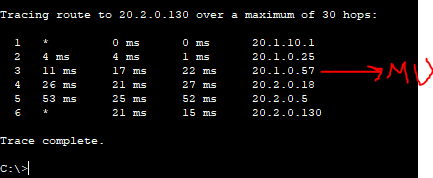 Tracing route to 20.2.0.130 over a maximum of 30 hops:
1 * 0 ms 0 ms 20.1.10.1
2 4 ms 4 ms 1 ms 20.1.0.25
3 11 ms 17 ms 22 ms 20.1.0.57 MU
4 26 ms 21 ms 27 ms 20.2.0.18
5 53 ms 25 ms 52 ms 20.2.0.5
6 * 21 ms 15 ms 20.2.0.130
Trace complete.
C:\>